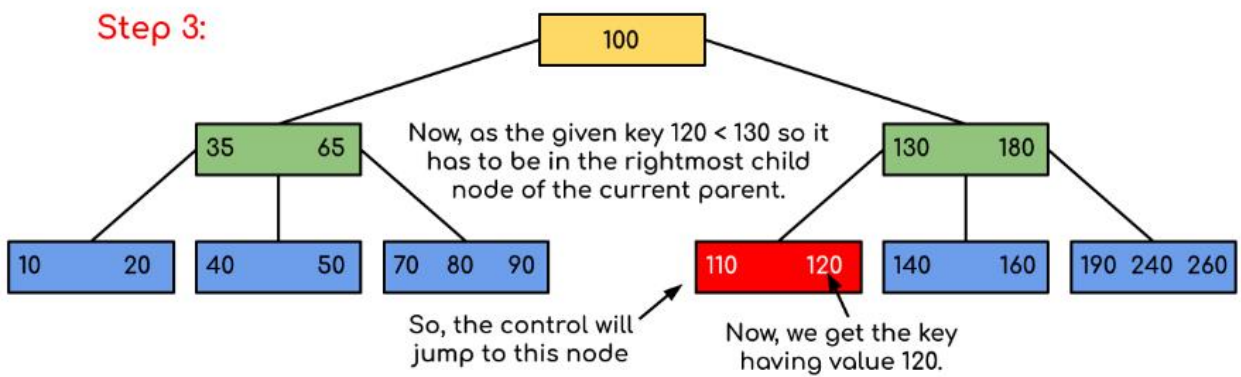 Step 3:
100
35 65
Now, as the given key 120 < 130 so it
has to be in the rightmost child
node of the current parent.
130 180
10 20
40 50
70 80 90
110 120
140 160
190 240 260
So, the control will
jump to this node
Now, we get the key
having value 120.